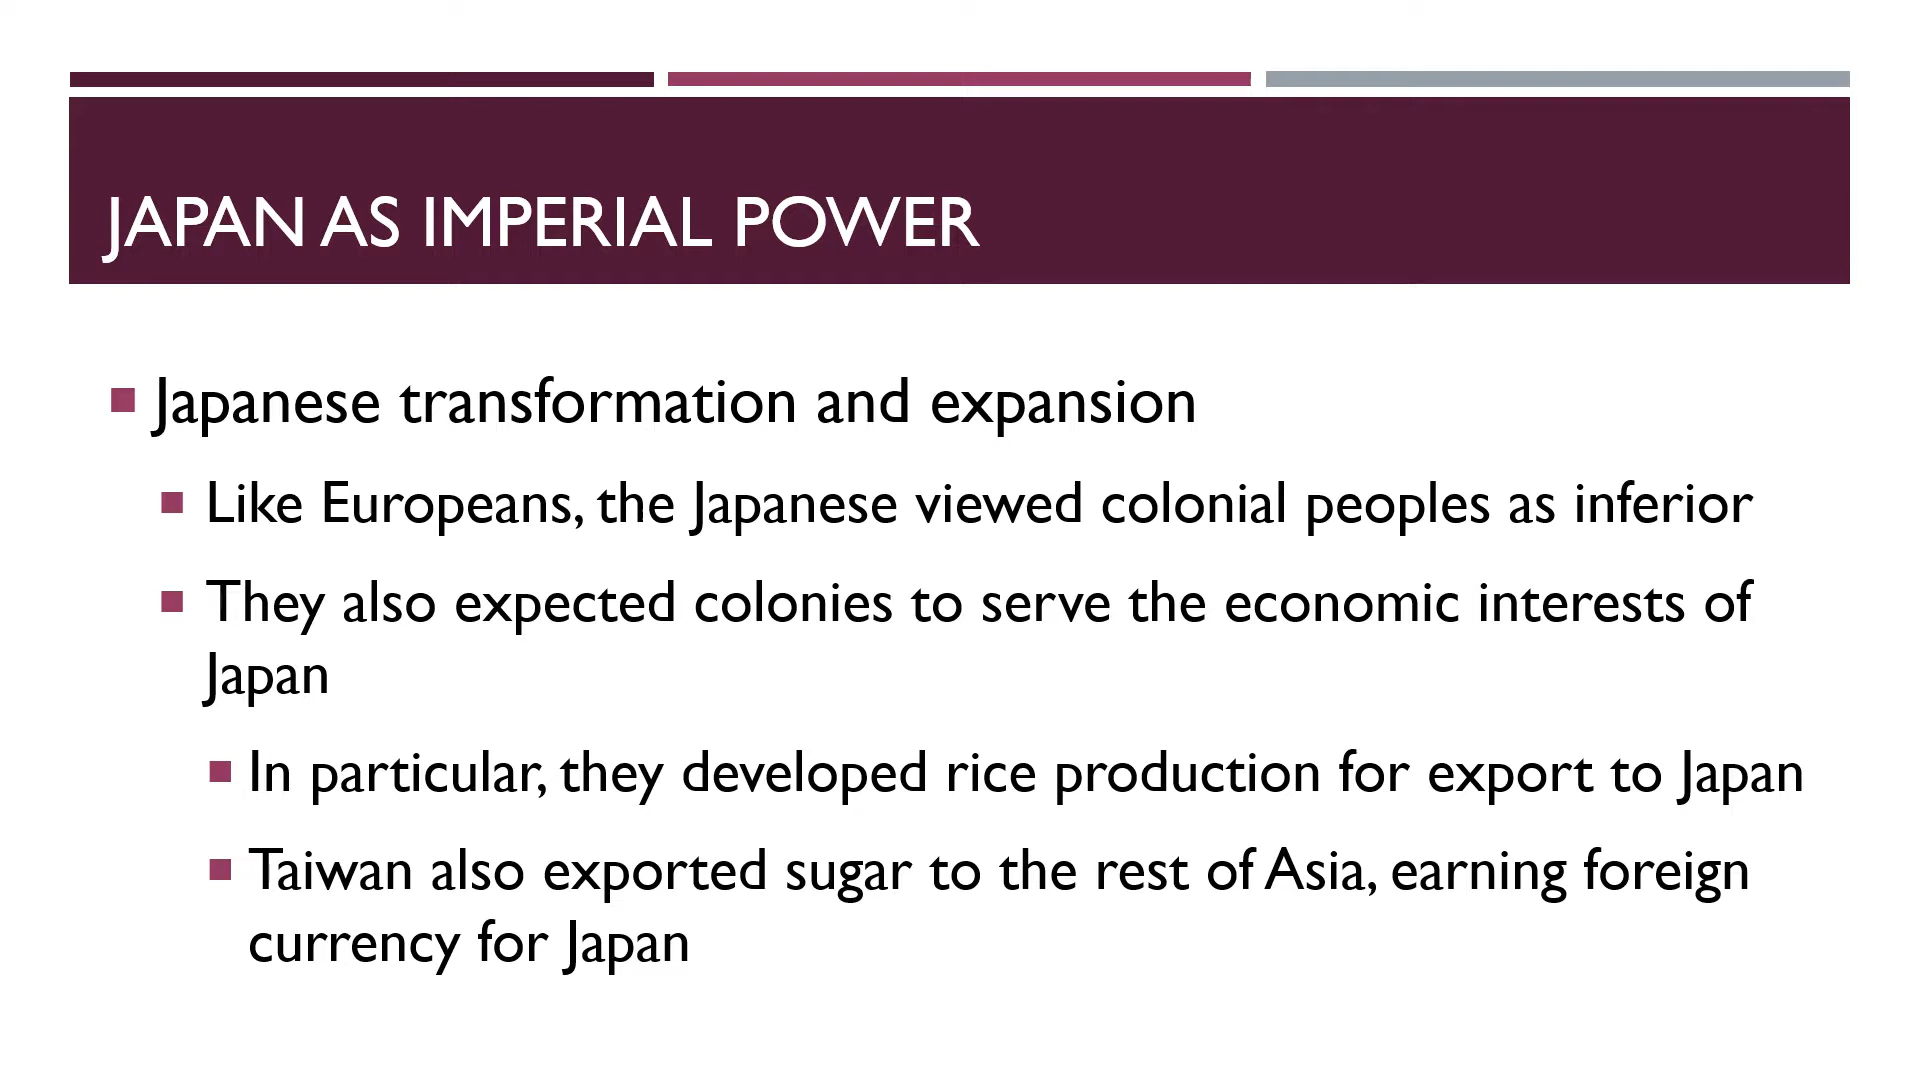 JAPAN AS IMPERIAL POWER
Japanese transformation and expansion
Like Europeans, the Japanese viewed colonial peoples as inferior
They also expected colonies to serve the economic interests of
Japan
In particular, they developed rice production for export to Japan
Taiwan also exported sugar to the rest of Asia, earning foreign
currency for Japan